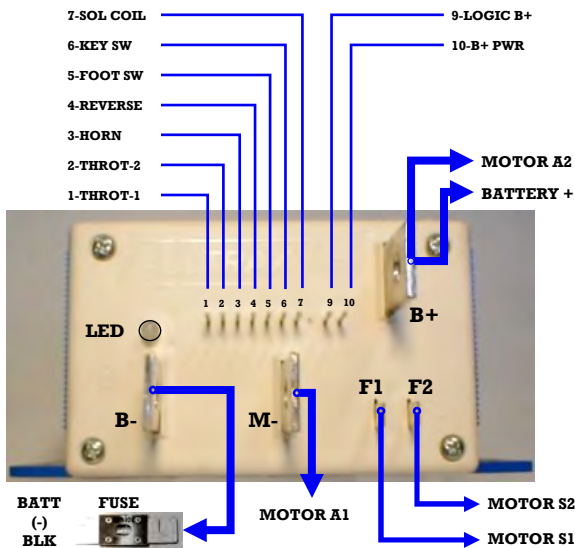 7-SOL COIL
9-LOGIC B+
6-KEY SW
10-B+ PWR
5-FOOT SW
4-REVERSE
3-HORN
2-THROT-2
MOTOR A2
1-THROT-1
BATTERY +
1 2 3 4 5 6 7 9 10
B+
LED
F1 F2
B- M-
BATT
(-)
BLK
FUSE
MOTOR A1
MOTOR S2
MOTOR S1